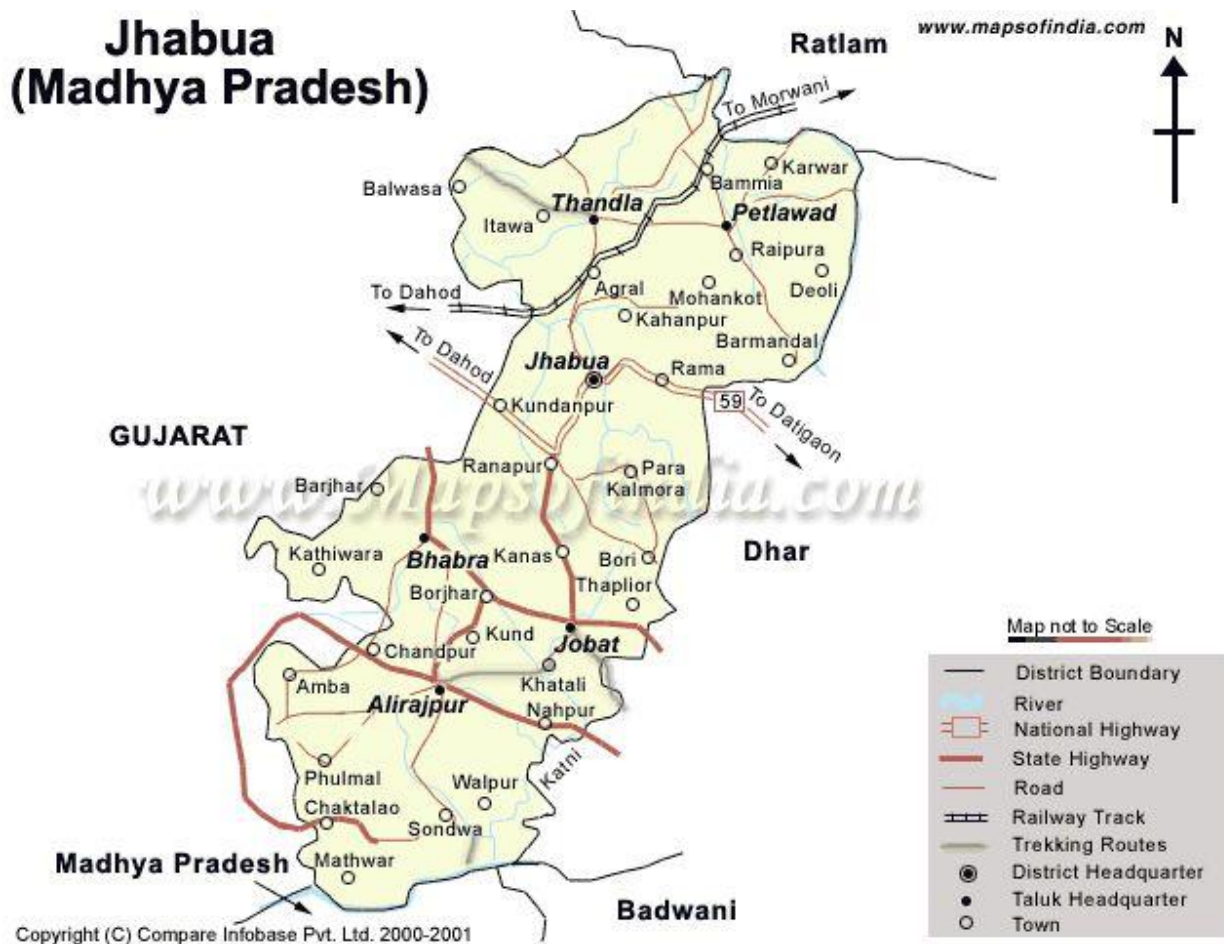 Jhabua
(Madhya Pradesh)
www.mapsofindia.com
N
Ratlam
To Morwani
Balwasa
Bammia
Karwar
Thandla
Itawa
Petlawad
Raipura
Agral
Mohankot
Deoli
To Dahod
Kahanpur
Barmandal
To Dahod
Jhabua
Rama
59
To Datigaon
Kundanpur
GUJARAT
Ranapur
Para
Kalmora
Barjhar
www.Mapsofindia.com
Dhar
Kathiwara
Bhabra
Kanas
Bori
Borjhar
Thaplior
Kund
Jobat
Chandpur
Amba
Khatali
Alirajpur
Nahpur
Katni
Phulmal
Walpur
Chaktalao
Sondwa
Mathwar
Madhya Pradesh
Badwani
Map not to Scale
District Boundary
River
National Highway
State Highway
Road
Railway Track
Trekking Routes
District Headquarter
Taluk Headquarter
Town
Copyright (C) Compare Infobase Pvt. Ltd. 2000-2001